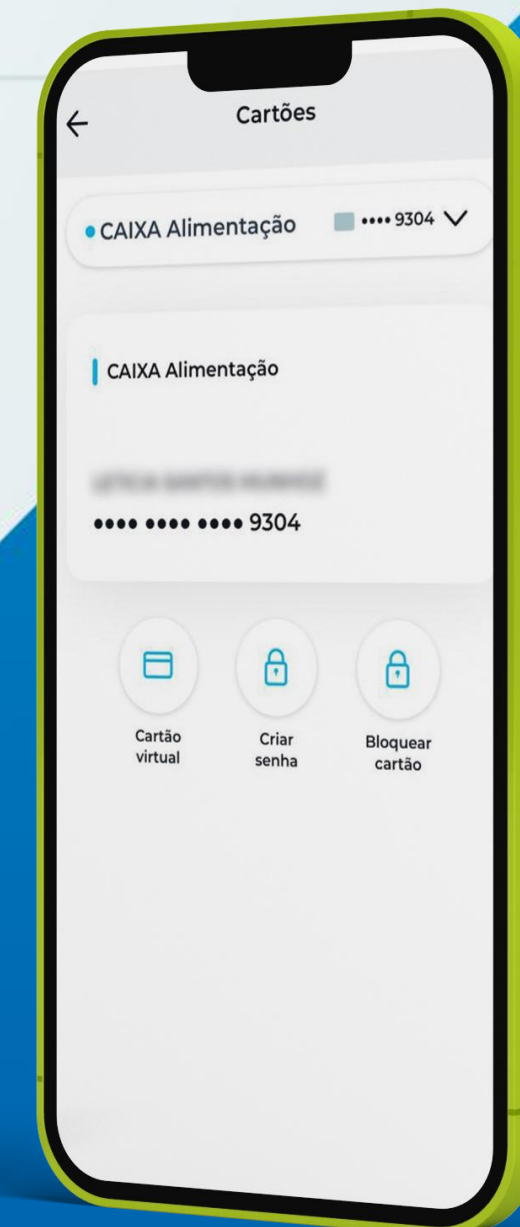 Cartões
CAIXA Alimentação •••• 9304
CAIXA Alimentação
•••• •••• •••• 9304
Cartão
virtual
Criar
senha
Bloquear
cartão